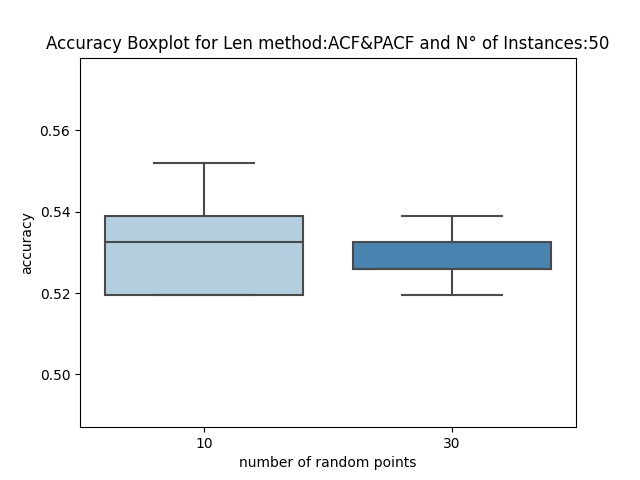 Accuracy Boxplot for Len method:ACF&PACF and N° of Instances:50
0.56
0.54
0.52
0.50
accuracy
10 30
number of random points